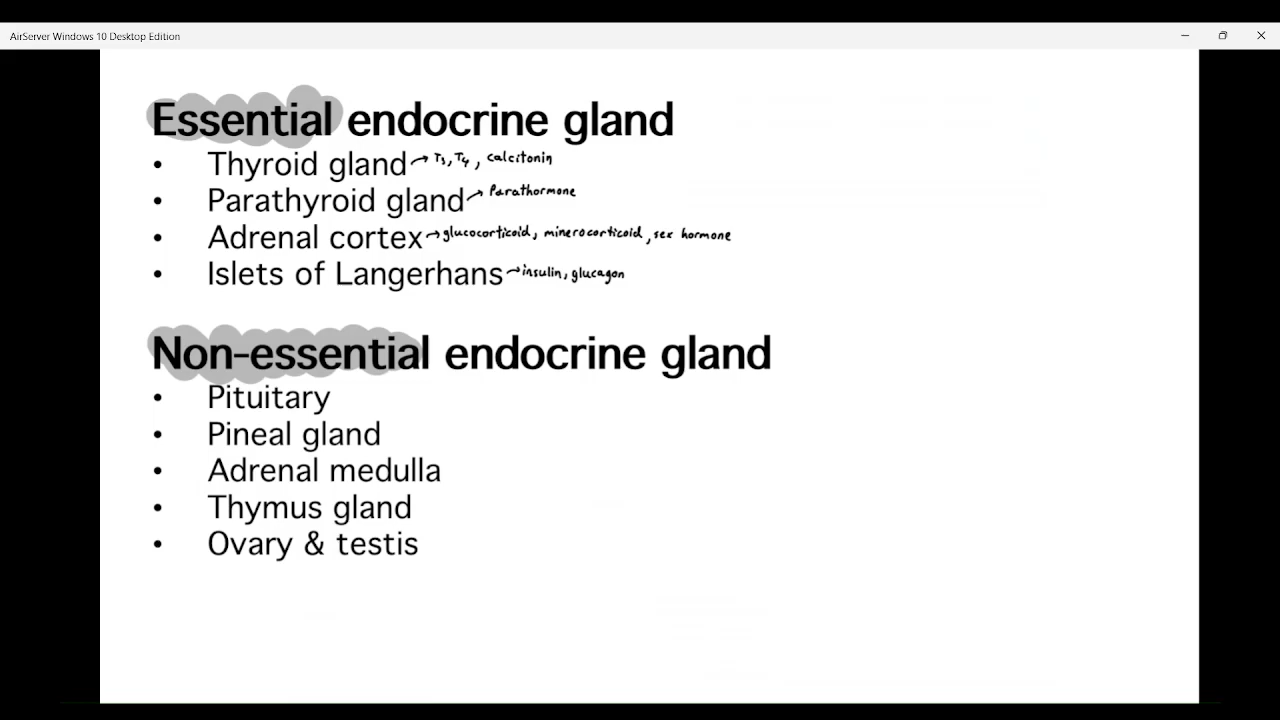 AirServer Windows 10 Desktop Edition
Essential endocrine gland
• Thyroid gland → T3, T4, calcitonin
• Parathyroid gland → Parathormone
• Adrenal cortex → glucocorticoid, minerocorticoid, sex hormone
• Islets of Langerhans → insulin, glucagon
Non-essential endocrine gland
• Pituitary
• Pineal gland
• Adrenal medulla
• Thymus gland
• Ovary & testis